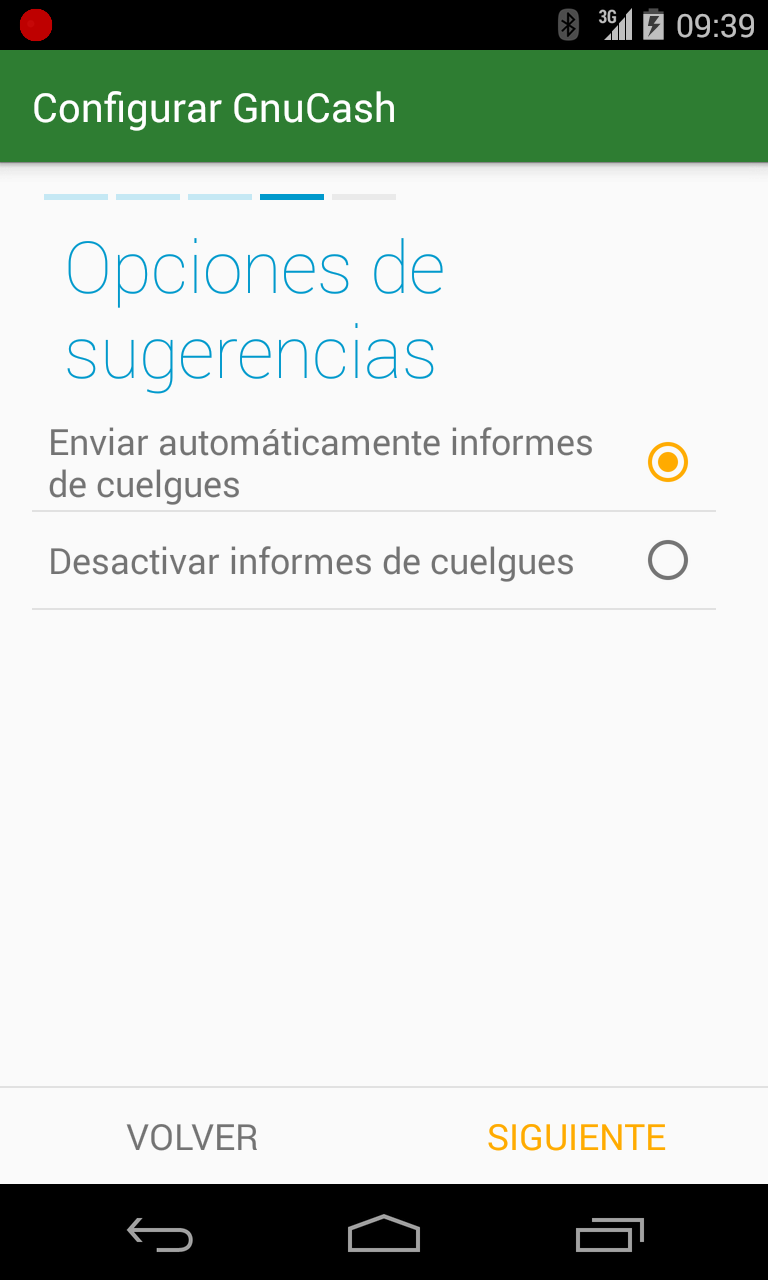 3G 09:39
Configurar GnuCash
Opciones de
sugerencias
Enviar automáticamente informes
de cuelgues
Desactivar informes de cuelgues
VOLVER SIGUIENTE